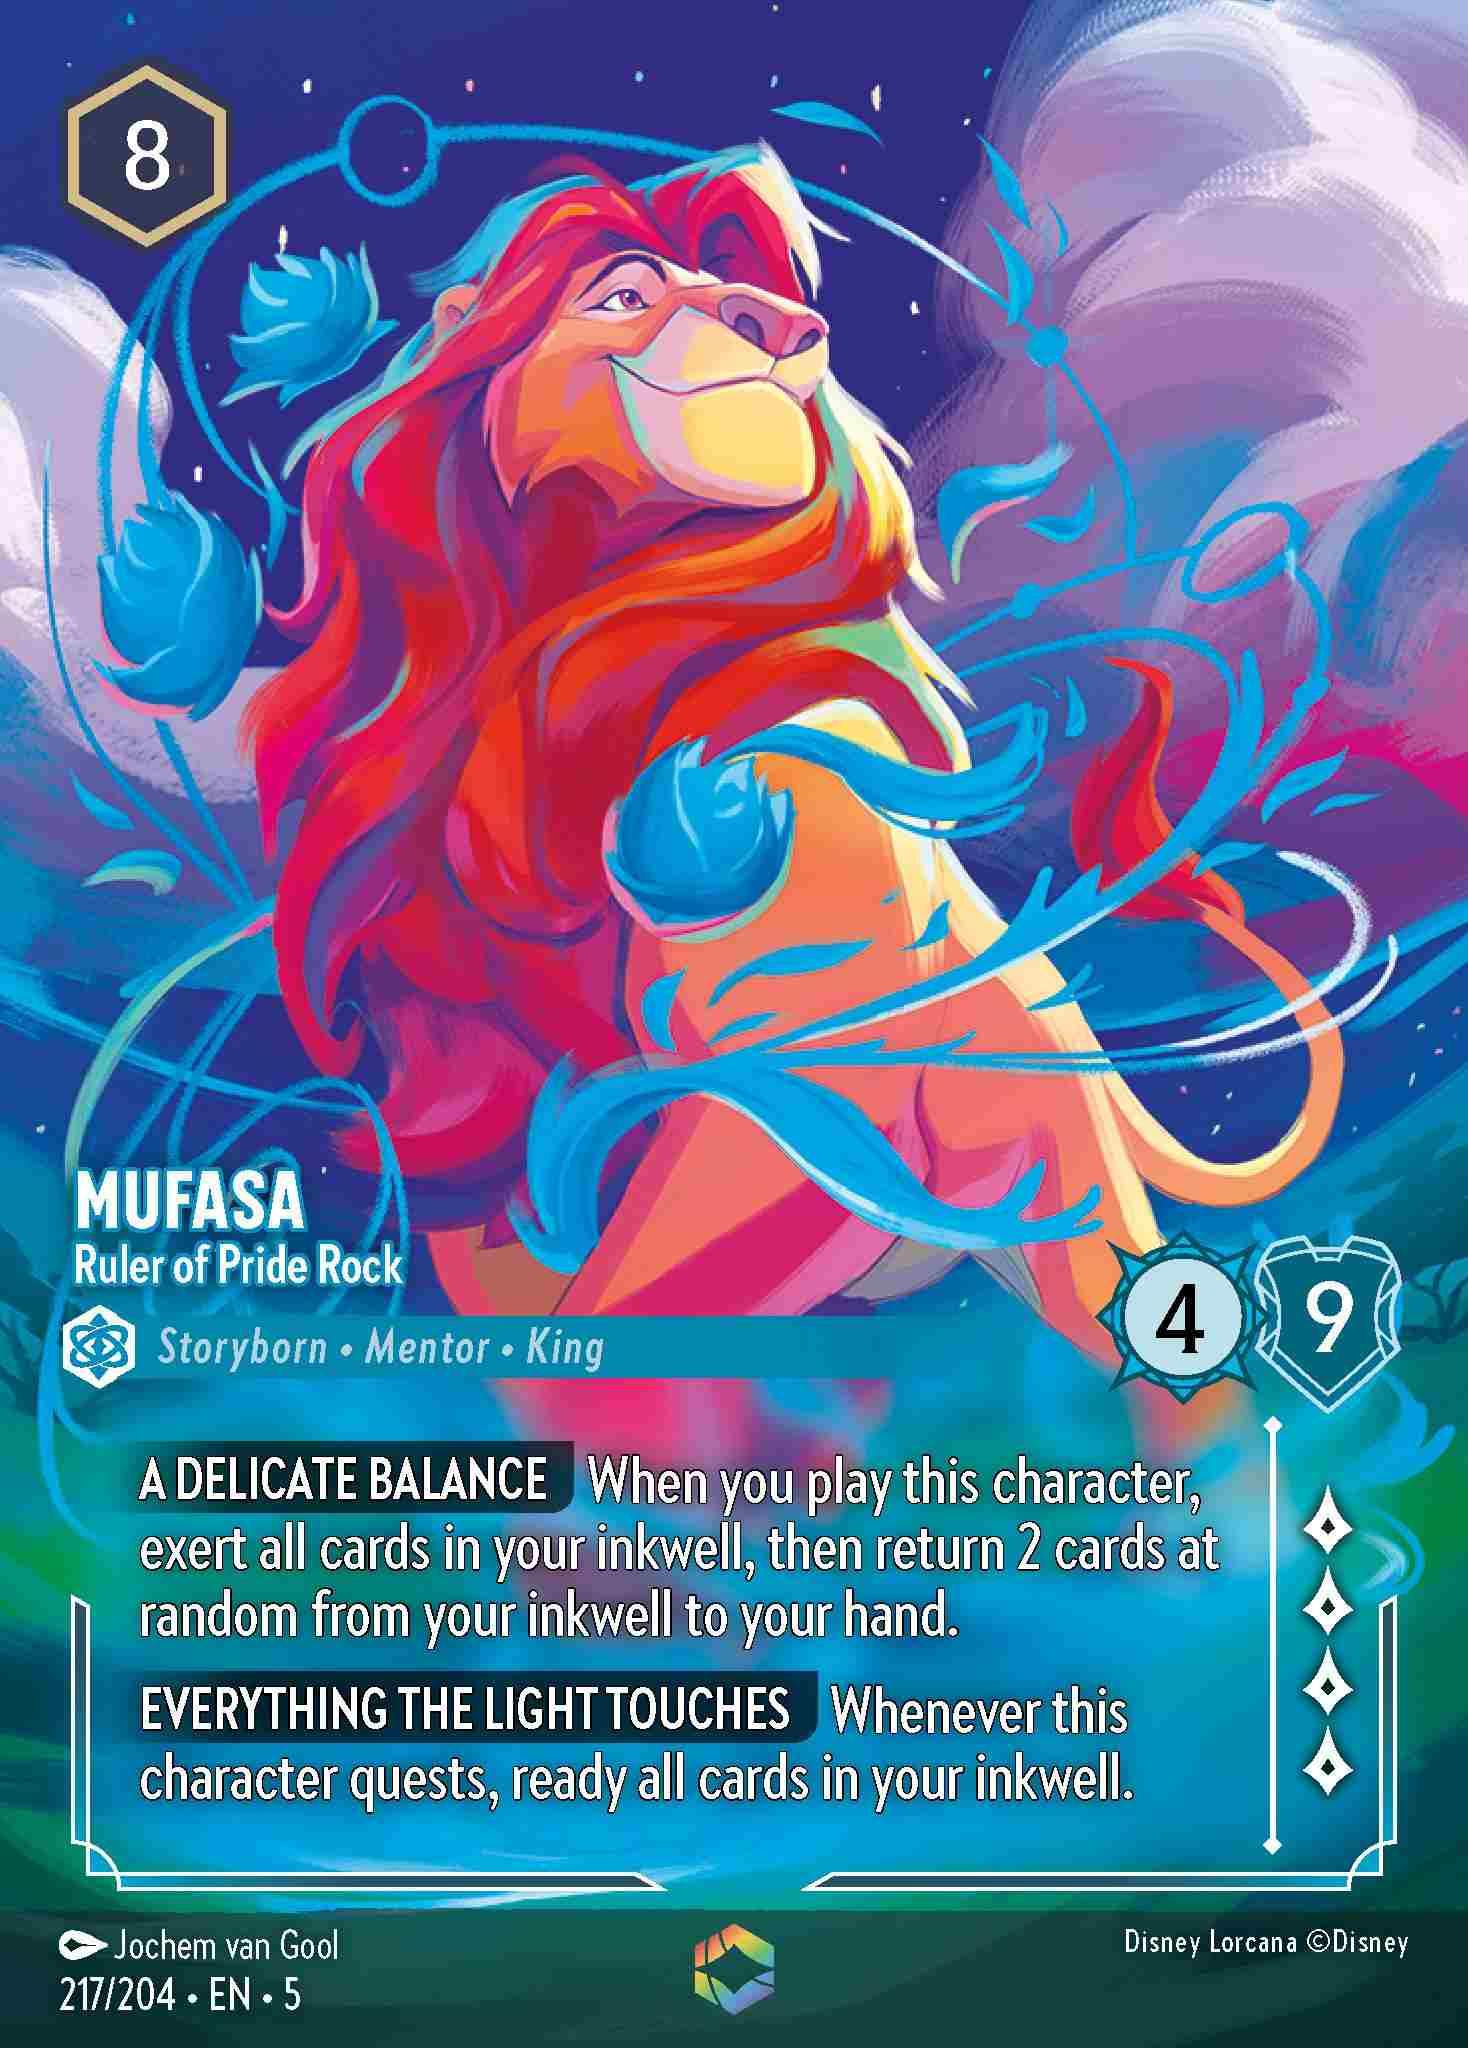 8
MUFASA
Ruler of Pride Rock
Storyborn • Mentor • King
4
9
A DELICATE BALANCE When you play this character,
exert all cards in your inkwell, then return 2 cards at
random from your inkwell to your hand.
EVERYTHING THE LIGHT TOUCHES Whenever this
character quests, ready all cards in your inkwell.
Jochem van Gool
Disney Lorcana ©Disney
217/204 • EN • 5